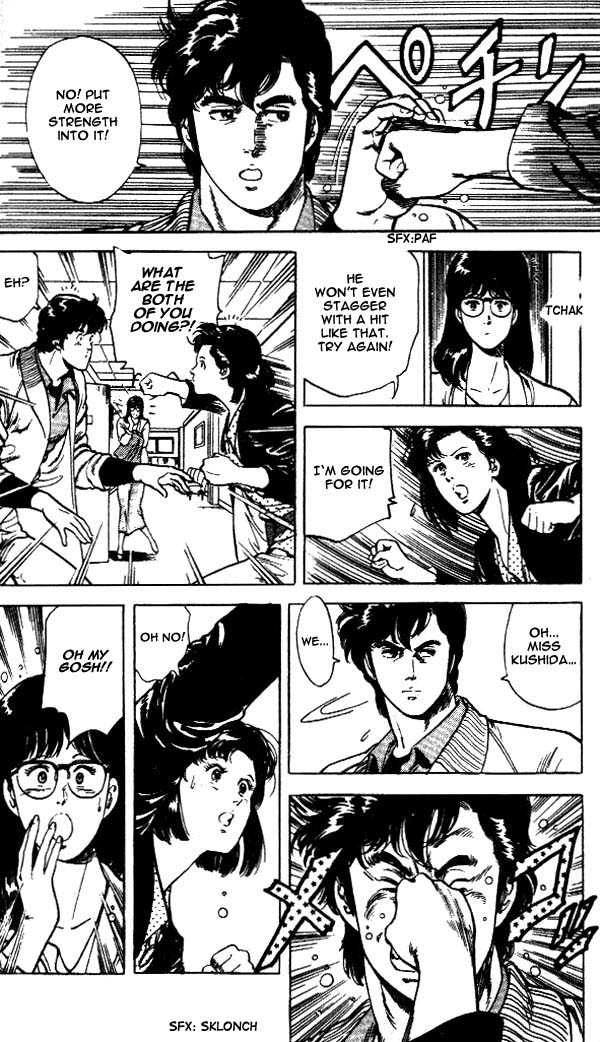 ペチン
NO! PUT
MORE
STRENGTH
INTO IT!
SFX:PAF
TCHAK
HE
WON'T EVEN
STAGGER
WITH A HIT
LIKE THAT.
TRY AGAIN!
I'M GOING
FOR IT!
WHAT
ARE THE
BOTH
OF YOU
DOING?!
EH?
OH...
MISS
KUSHIDA...
WE...
メ
SFX: SKLONCH
OH NO!
OH MY
GOSH!!